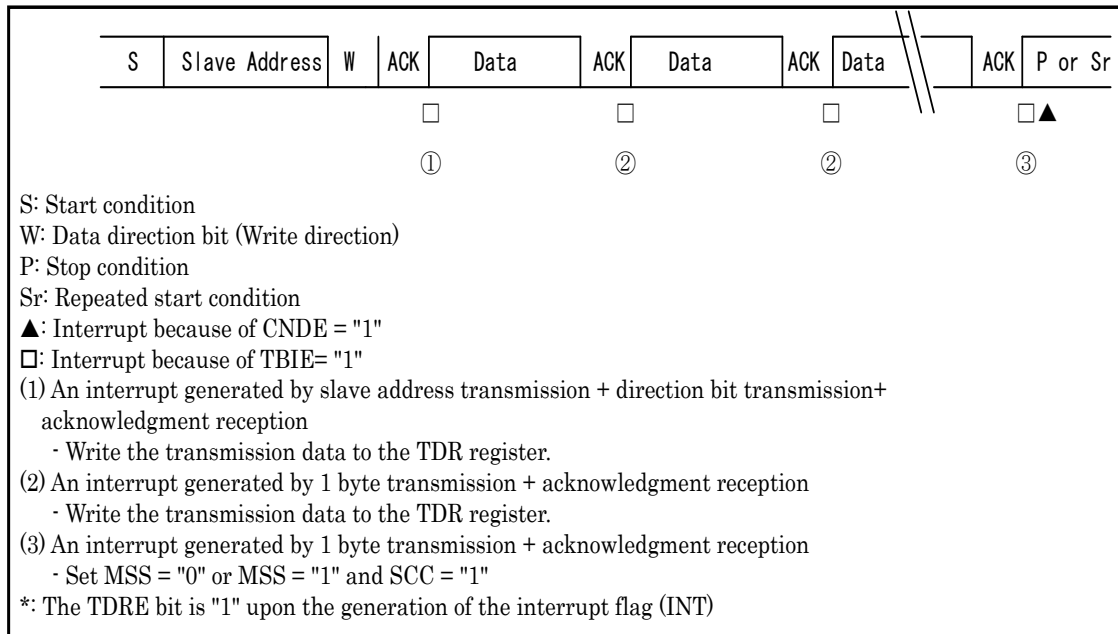 S Slave Address W ACK Data ACK Data ACK Data ACK P or Sr
□ □ □ □▲
① ② ② ③
S: Start condition
W: Data direction bit (Write direction)
P: Stop condition
Sr: Repeated start condition
▲: Interrupt because of CNDE = "1"
□: Interrupt because of TBIE= "1"
(1) An interrupt generated by slave address transmission + direction bit transmission+
acknowledgment reception
- Write the transmission data to the TDR register.
(2) An interrupt generated by 1 byte transmission + acknowledgment reception
- Write the transmission data to the TDR register.
(3) An interrupt generated by 1 byte transmission + acknowledgment reception
- Set MSS = "0" or MSS = "1" and SCC = "1"
*: The TDRE bit is "1" upon the generation of the interrupt flag (INT)